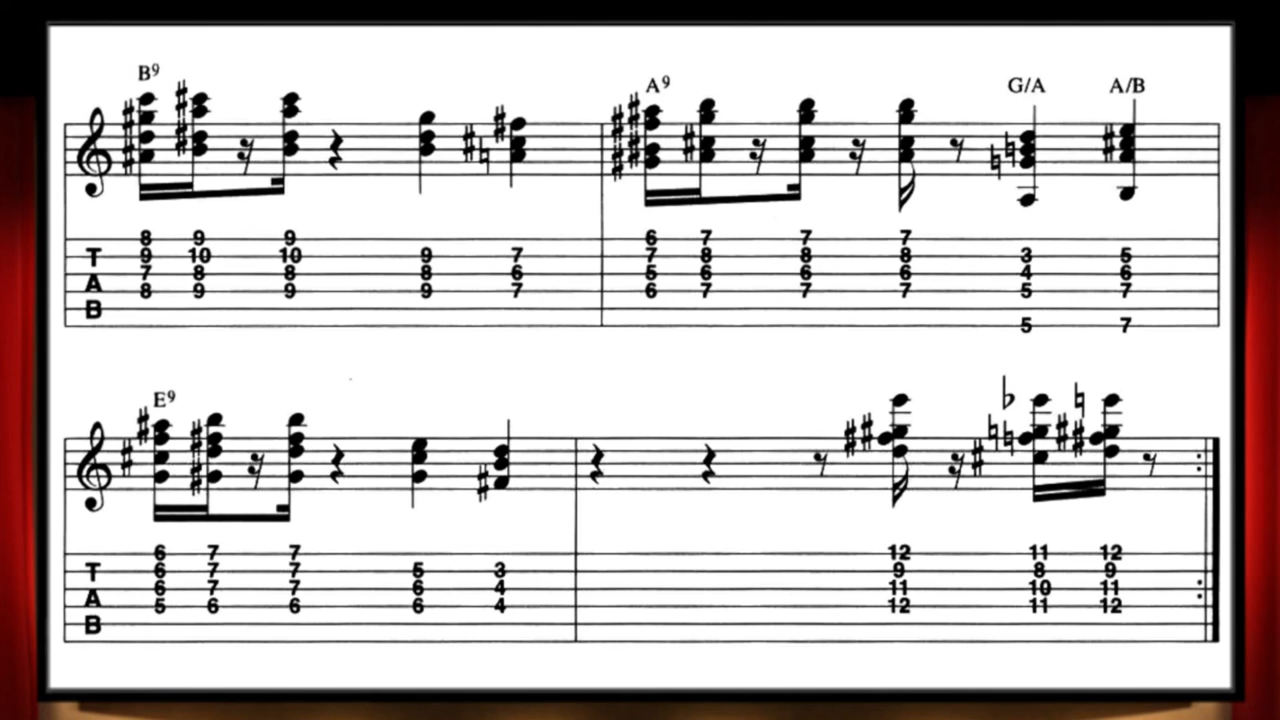 B9 A9 G/A A/B
8 9 9 6 7 7 7
T 9 10 10 9 7 7 8 8 8 3 5
7 8 8 8 6 5 6 6 6 4 6
A 8 9 9 9 7 6 7 7 7 5 7
B
5 7
E9
6 7 7 12 11 12
T 6 7 7 5 3 9 8 9
6 7 7 6 4 11 10 11
A 5 6 6 6 4 12 11 12
B